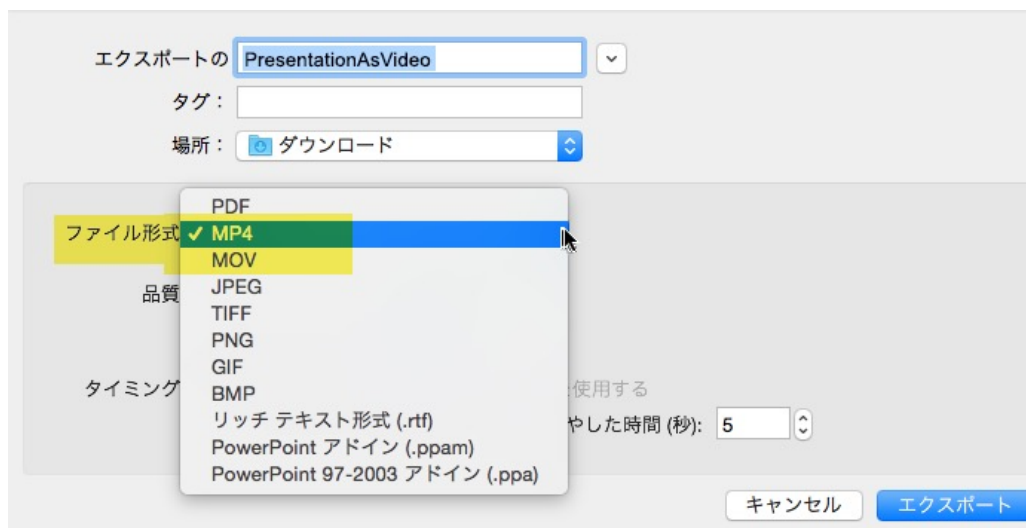 エクスポートの PresentationAsVideo
タグ：
場所： ダウンロード
PDF
ファイル形式 ✓ MP4
MOV
品質 JPEG
TIFF
PNG
GIF
タイミング BMP 使用する
リッチ テキスト形式 (.rtf) やした時間 (秒): 5
PowerPoint アドイン (.ppam)
PowerPoint 97-2003 アドイン (.ppa)
キャンセル エクスポート